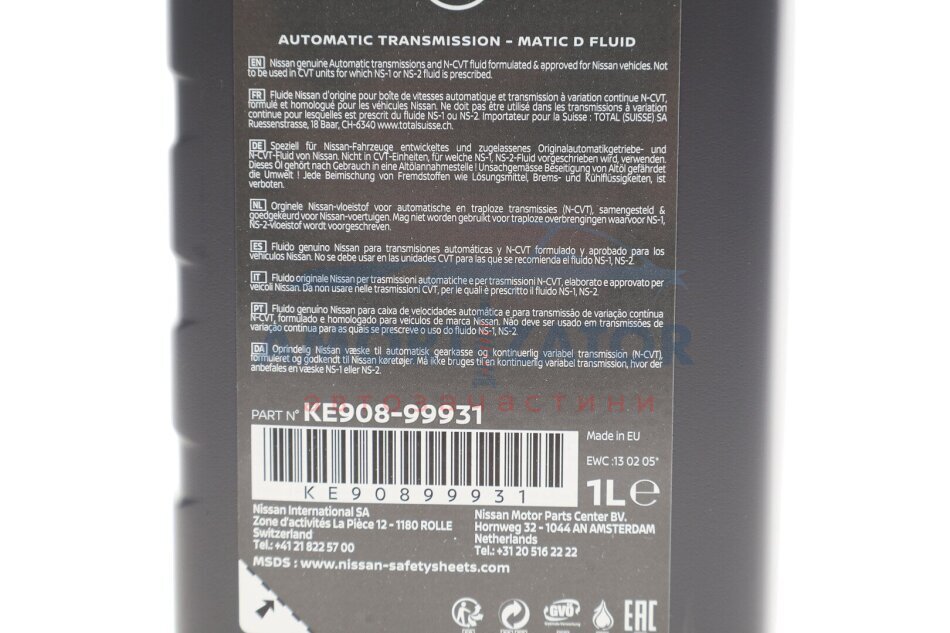 AUTOMATIC TRANSMISSION - MATIC D FLUID
EN Nissan genuine Automatic transmissions and N-CVT fluid formulated & approved for Nissan vehicles. Not
to be used in CVT units for which NS-1 or NS-2 fluid is prescribed.
FR Fluide Nissan d'origine pour boîte de vitesses automatique et transmission à variation continue N-CVT,
formulé et homologué pour les véhicules Nissan. Ne doit pas être utilisé dans les transmissions à variation
continue pour lesquelles est prescrit du fluide NS-1 ou NS-2. Importateur pour la Suisse : TOTAL (SUISSE) SA
Ruessenstrasse, 18 Baar, CH-6340 www.totalsuisse.ch.
DE Speziell für Nissan-Fahrzeuge entwickeltes und zugelassenes Originalautomatikgetriebe- und
N-CVT-Fluid von Nissan. Nicht in CVT-Einheiten, für welche NS-1, NS-2-Fluid vorgeschrieben wird, verwenden.
Dieses Öl gehört nach Gebrauch in eine Altölannahmestelle ! Unsachgemässe Beseitigung von Altöl gefährdet
die Umwelt ! Jede Beimischung von Fremdstoffen wie Lösungsmittel, Brems- und Kühlflüssigkeiten, ist
verboten.
NL Orginele Nissan-vloeistof voor automatische en traploze transmissies (N-CVT), samengesteld &
goedgekeurd voor Nissan-voertuigen. Mag niet worden gebruikt voor traploze overbrengingen waarvoor NS-1,
NS-2-vloeistof wordt voorgeschreven.
ES Fluido genuino Nissan para transmisiones automáticas y N-CVT formulado y aprobado para los
vehículos Nissan. No se debe usar en las unidades CVT para las que se recomienda el fluido NS-1, NS-2.
IT Fluido originale Nissan per trasmissioni automatiche e per trasmissioni N-CVT, elaborato e approvato per
veicoli Nissan. Da non usare nelle trasmissioni CVT, per le quali è prescritto il fluido NS-1, NS-2.
PT Fluido genuino Nissan para caixa de velocidades automática e para transmissão de variação contínua
N-CVT, formulado e homologado para veículos de marca Nissan. Não deve ser usado em transmissões de
variação contínua para as quais se prescreve o uso do fluido NS-1, NS-2.
DA Oprindelig Nissan væske til automatisk gearkasse og kontinuerlig variabel transmission (N-CVT),
formuleret og godkendt til Nissan køretøjer. Må ikke bruges til en kontinuerlig variabel transmission, hvor der
anbefales en væske NS-1 eller NS-2.
PART N° KE908-99931
Made in EU
EWC :13 02 05*
KE90899931
1L e
Nissan International SA
Zone d'activités La Pièce 12 - 1180 ROLLE
Switzerland
Tel.: +41 21 822 57 00
Nissan Motor Parts Center BV.
Hornweg 32 - 1044 AN AMSTERDAM
Netherlands
Tel.: +31 20 516 22 22
MSDS : www.nissan-safetysheets.com
GVÖ
EAC